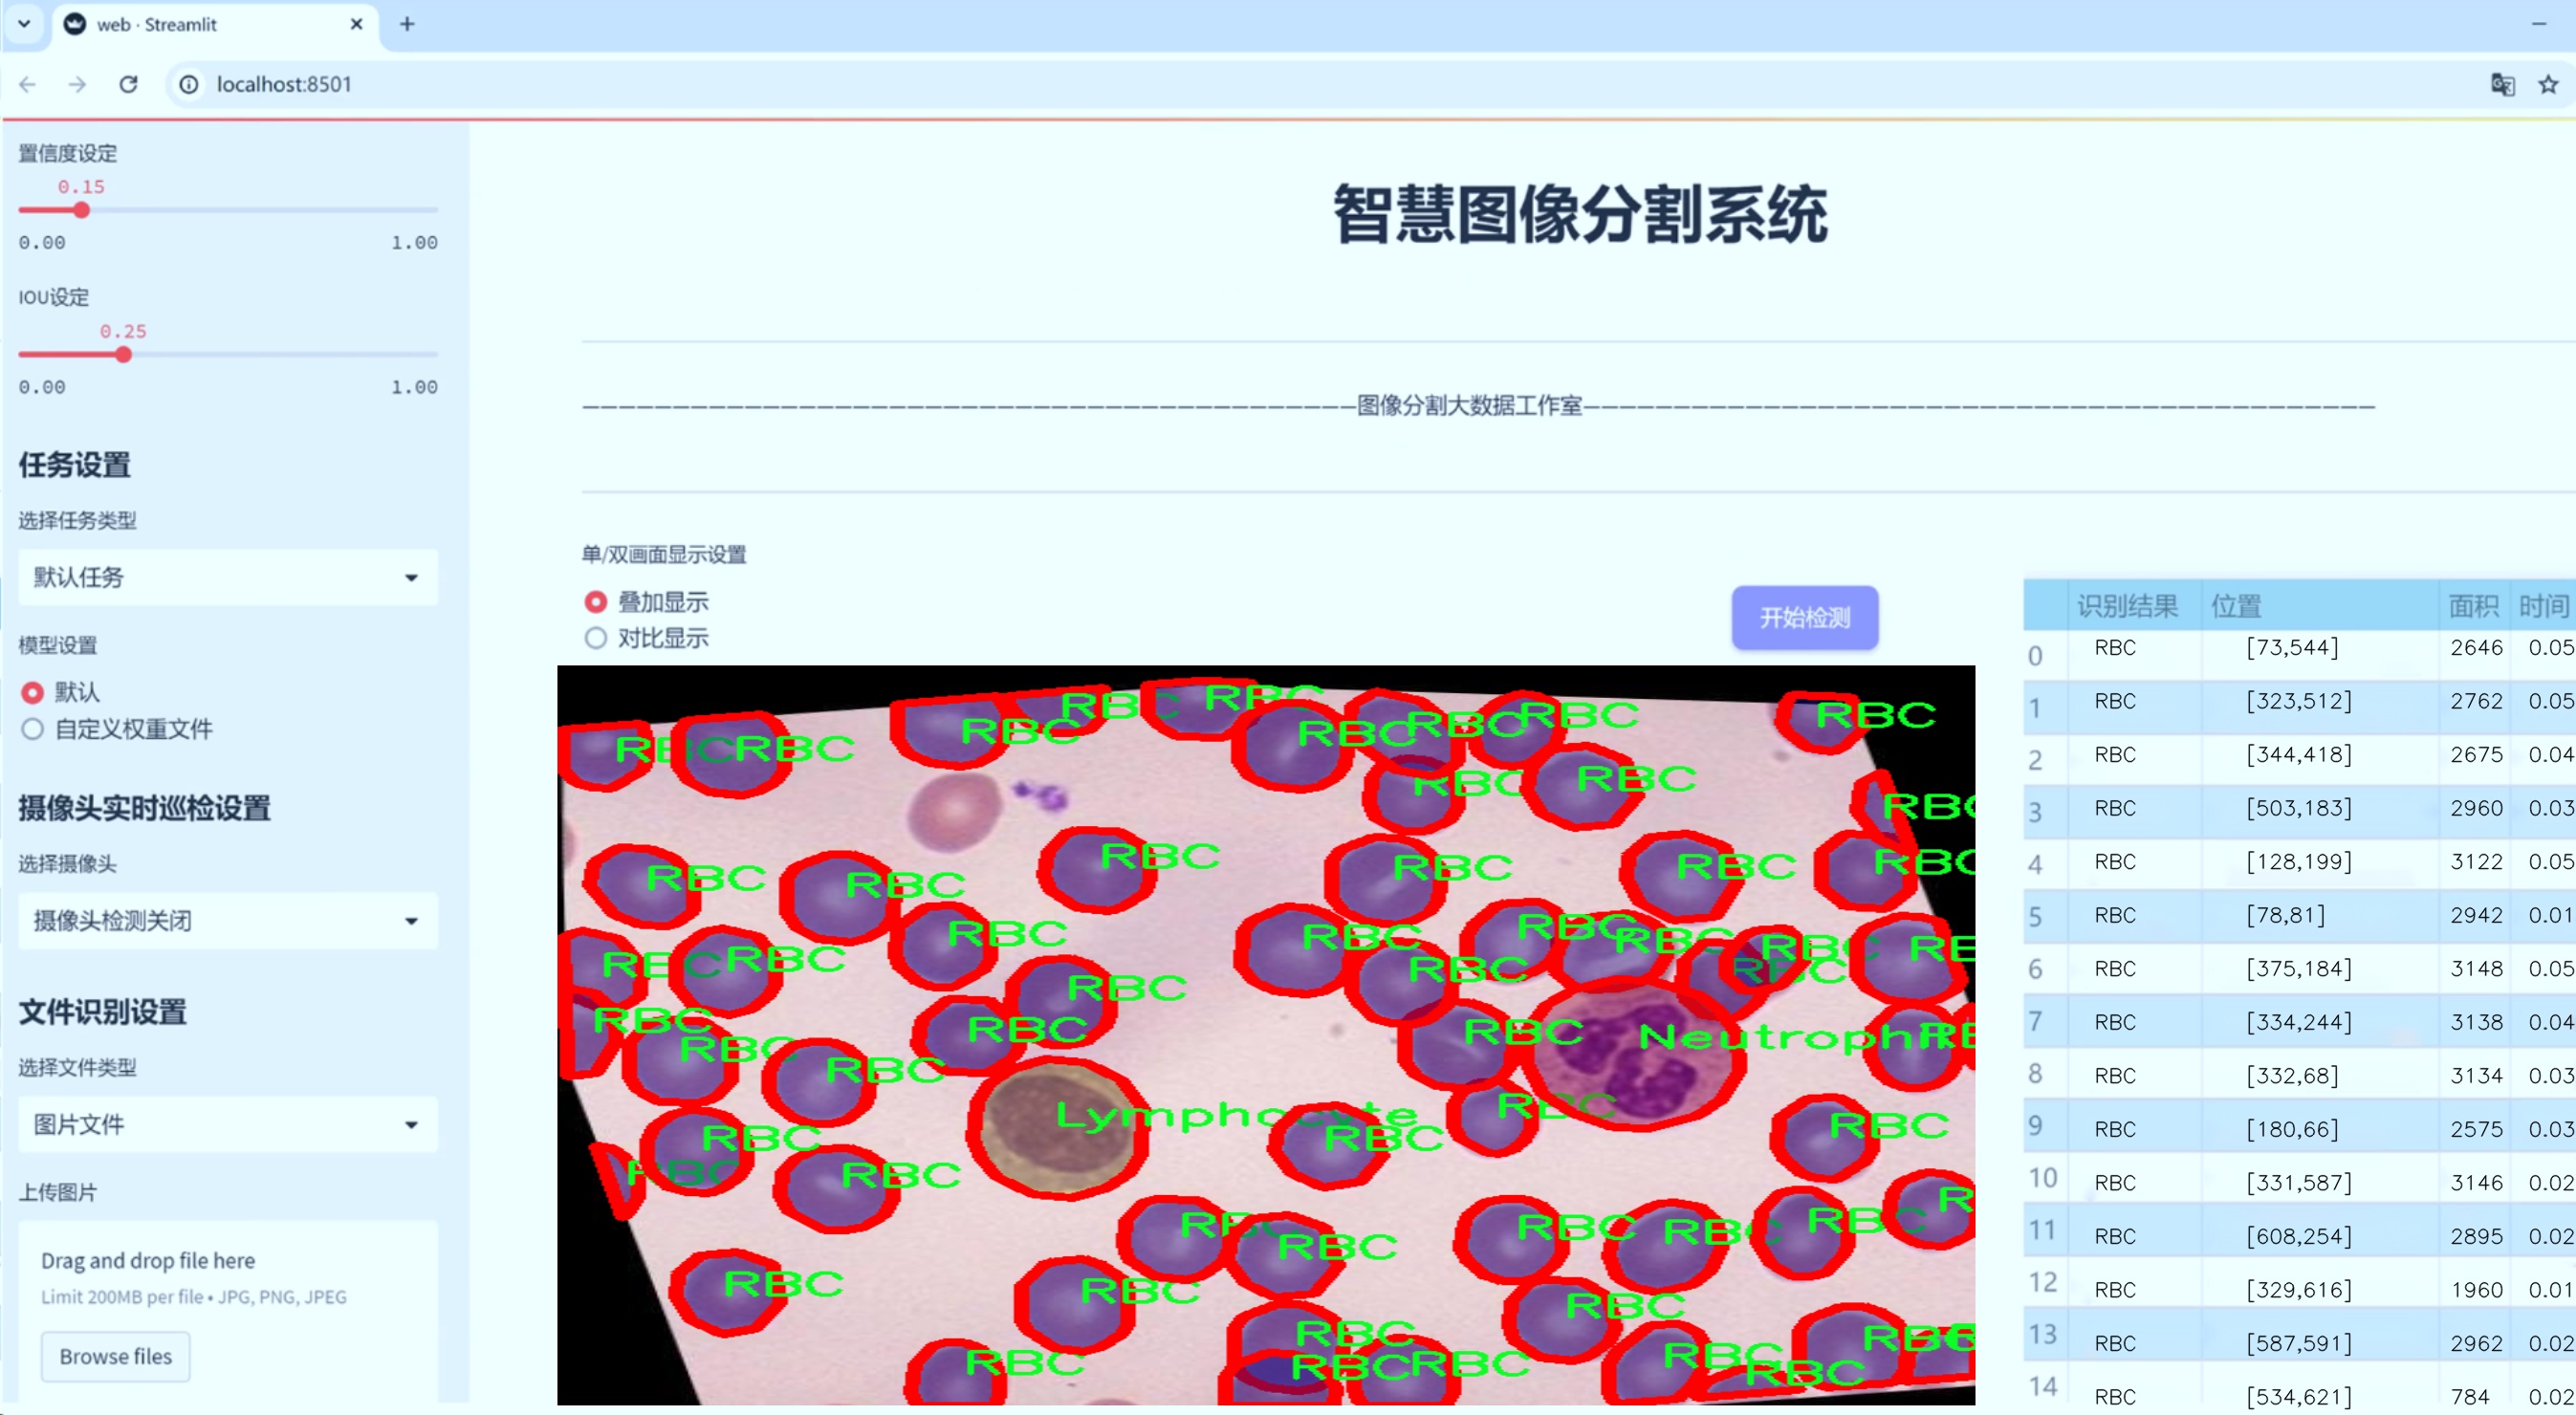 web · Streamlit
localhost:8501
置信度设定
0.15
0.00 1.00
IOU设定
0.25
0.00 1.00
任务设置
选择任务类型
默认任务
模型设置
默认
自定义权重文件
摄像头实时巡检设置
选择摄像头
摄像头检测关闭
文件识别设置
选择文件类型
图片文件
上传图片
Drag and drop file here
Limit 200MB per file • JPG, PNG, JPEG
Browse files
智慧图像分割系统
图像分割大数据工作室
单/双画面显示设置
叠加显示
对比显示
开始检测
RBC RBC RBC RBC
RBC RBC RBC RBC RBC
RBC RBC
RBC
RBC RBC RBC RBC RBC RBC
RBC RBC RBC RBC RBC
RBC RBC RBC RBC
RBC RBC RBC Neutrophil
RBC RBC
Lymphocyte RBC RBC
RBC RBC
RBC RBC
RBC RBC RBC RBC
RBC RBC RBC RBC
RBC RBC
RBC RBC RBC RBC RBC
识别结果 位置 面积 时间
0 RBC [73,544] 2646 0.05
1 RBC [323,512] 2762 0.05
2 RBC [344,418] 2675 0.04
3 RBC [503,183] 2960 0.03
4 RBC [128,199] 3122 0.05
5 RBC [78,81] 2942 0.01
6 RBC [375,184] 3148 0.05
7 RBC [334,244] 3138 0.04
8 RBC [332,68] 3134 0.03
9 RBC [180,66] 2575 0.03
10 RBC [331,587] 3146 0.02
11 RBC [608,254] 2895 0.02
12 RBC [329,616] 1960 0.01
13 RBC [587,591] 2962 0.02
14 RBC [534,621] 784 0.02